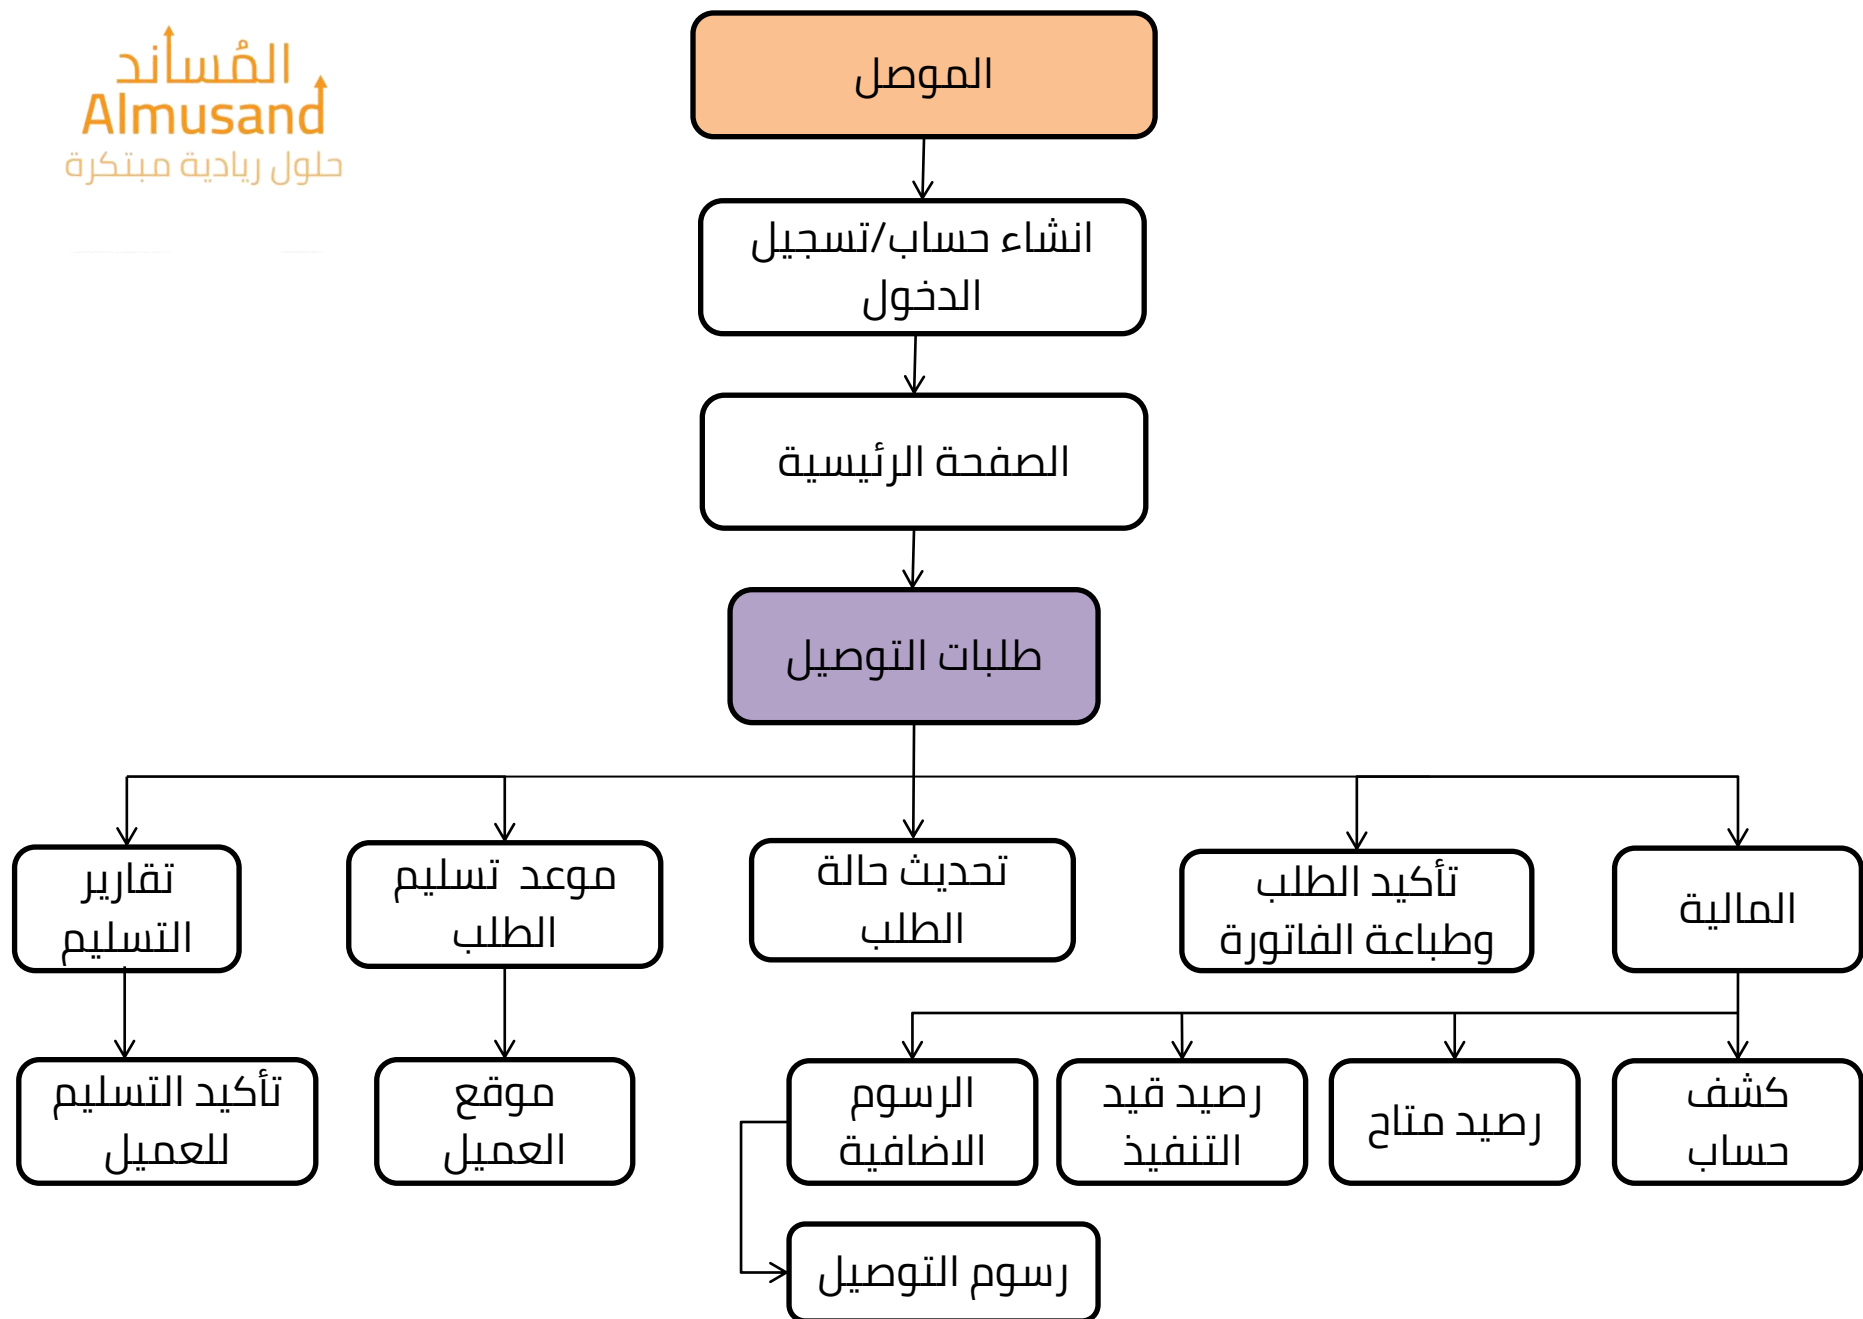 المُساند
Almusand
حلول ريادية مبتكرة
الموصل
انشاء حساب/تسجيل
الدخول
الصفحة الرئيسية
طلبات التوصيل
المالية
تأكيد الطلب
وطباعة الفاتورة
تحديث حالة
الطلب
موعد تسليم
الطلب
تقارير
التسليم
كشف
حساب
رصيد متاح
رصيد قيد
التنفيذ
الرسوم
الاضافية
موقع
العميل
تأكيد التسليم
للعميل
رسوم التوصيل